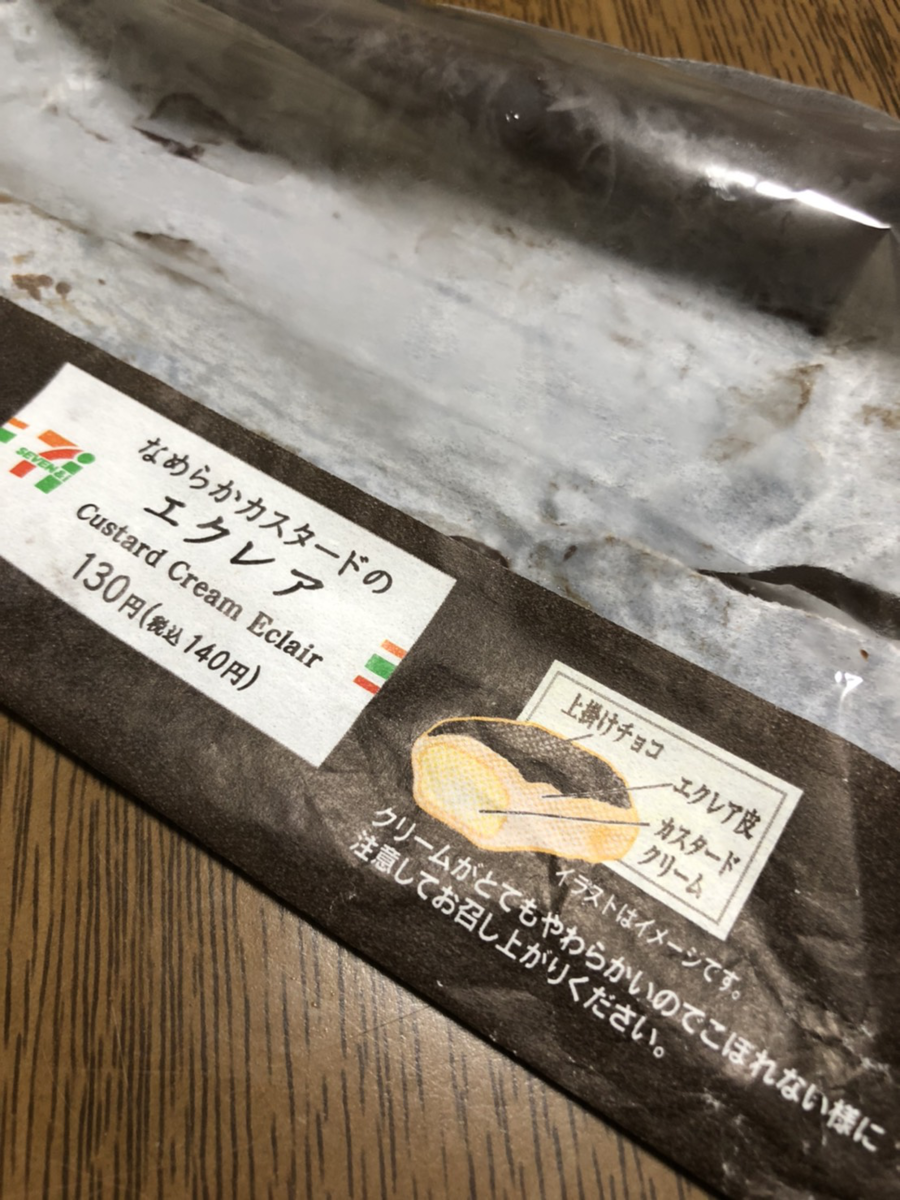 SEVEN
なめらかカスタードの
エクレア
Custard Cream Eclair
130円(税込140円)
上掛けチョコ
エクレア皮
カスタード
クリーム
イラストはイメージです。
クリームがとてもやわらかいのでこぼれない様に
注意してお召し上がりください。